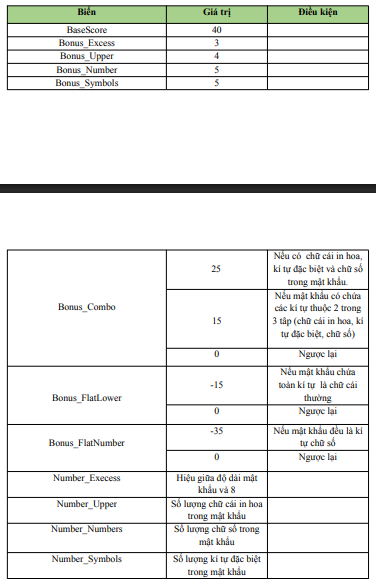 Biến Giá trị Điều kiện
BaseScore 40
Bonus_Excess 3
Bonus_Upper 4
Bonus_Number 5
Bonus_Symbols 5
Bonus_Combo
25
Nếu có chữ cái in hoa,
kí tự đặc biệt và chữ số
trong mật khẩu.
15
Nếu mật khẩu có chứa
các kí tự thuộc 2 trong
3 tâp (chữ cái in hoa, kí
tự đặc biệt, chữ số)
0 Ngược lại
Bonus_FlatLower
-15
Nếu mật khẩu chứa
toàn kí tự là chữ cái
thường
0 Ngược lại
Bonus_FlatNumber
-35
Nếu mật khẩu đều là kí
tự chữ số
0 Ngược lại
Number_Execess Hiệu giữa độ dài mật
khẩu và 8
Number_Upper Số lượng chữ cái in hoa
trong mật khẩu
Number_Numbers Số lượng chữ số trong
mật khẩu
Number_Symbols Số lượng kí tự đặc biệt
trong mật khẩu